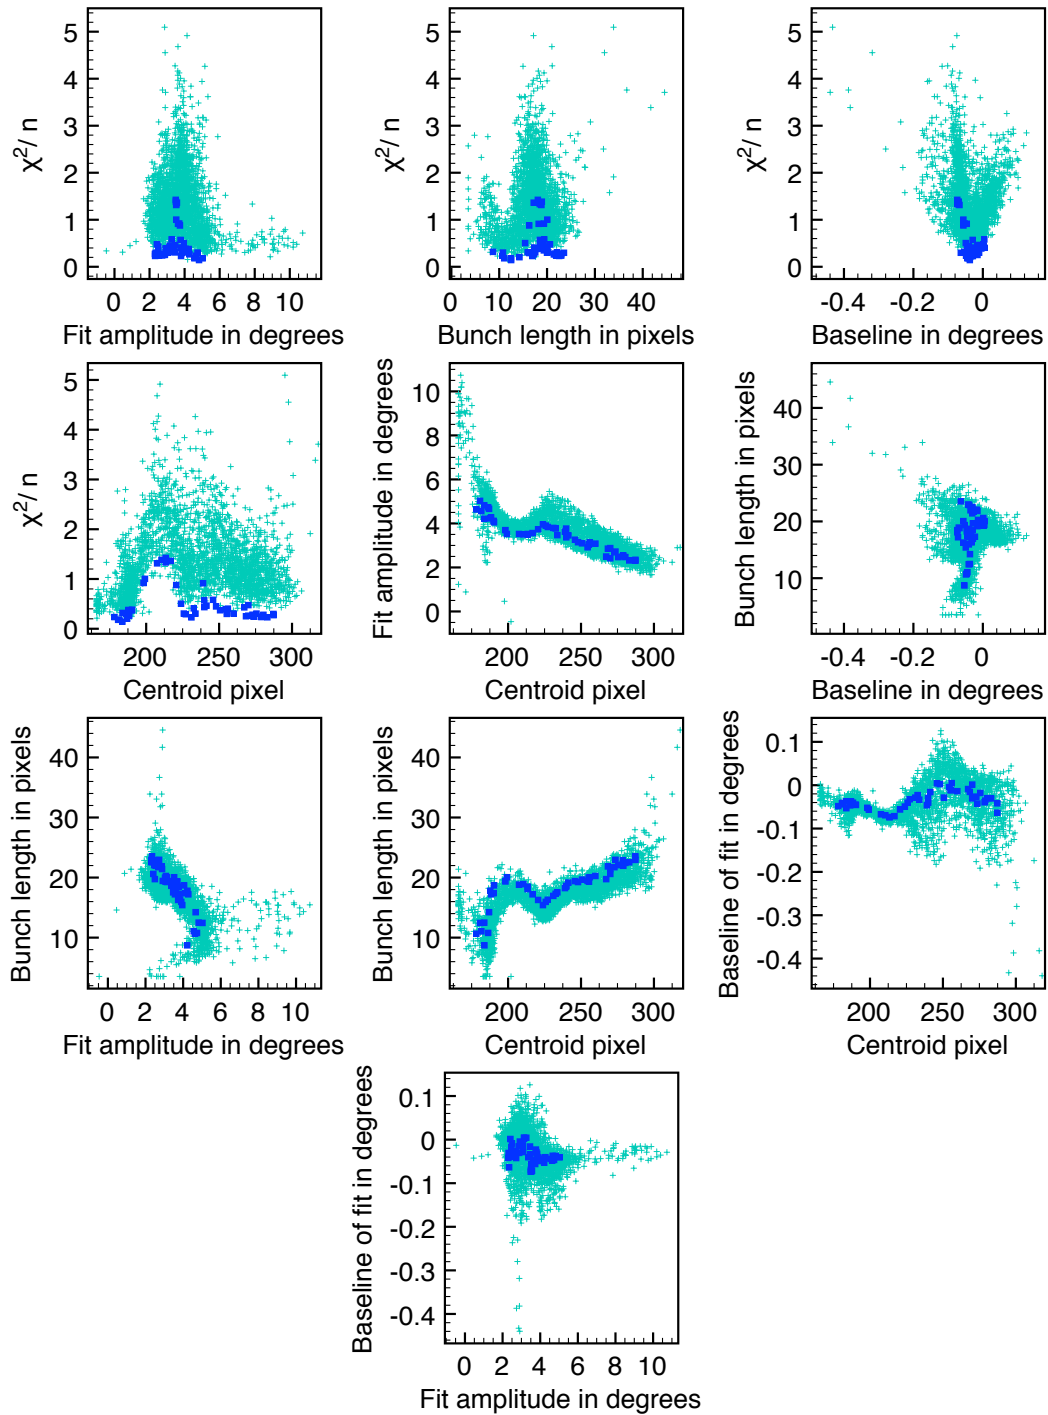 χ²/ n
5
4
3
2
1
0
0 2 4 6 8 10
Fit amplitude in degrees
χ²/ n
5
4
3
2
1
0
0 10 20 30 40
Bunch length in pixels
χ²/ n
5
4
3
2
1
0
-0.4 -0.2 0
Baseline in degrees
χ²/ n
5
4
3
2
1
0
200 250 300
Centroid pixel
Fit amplitude in degrees
10
8
6
4
2
0
200 250 300
Centroid pixel
Bunch length in pixels
40
30
20
10
-0.4 -0.2 0
Baseline in degrees
Bunch length in pixels
40
30
20
10
0 2 4 6 8 10
Fit amplitude in degrees
Bunch length in pixels
40
30
20
10
200 250 300
Centroid pixel
Baseline of fit in degrees
0.1
0
-0.1
-0.2
-0.3
-0.4
200 250 300
Centroid pixel
Baseline of fit in degrees
0.1
0
-0.1
-0.2
-0.3
-0.4
0 2 4 6 8 10
Fit amplitude in degrees